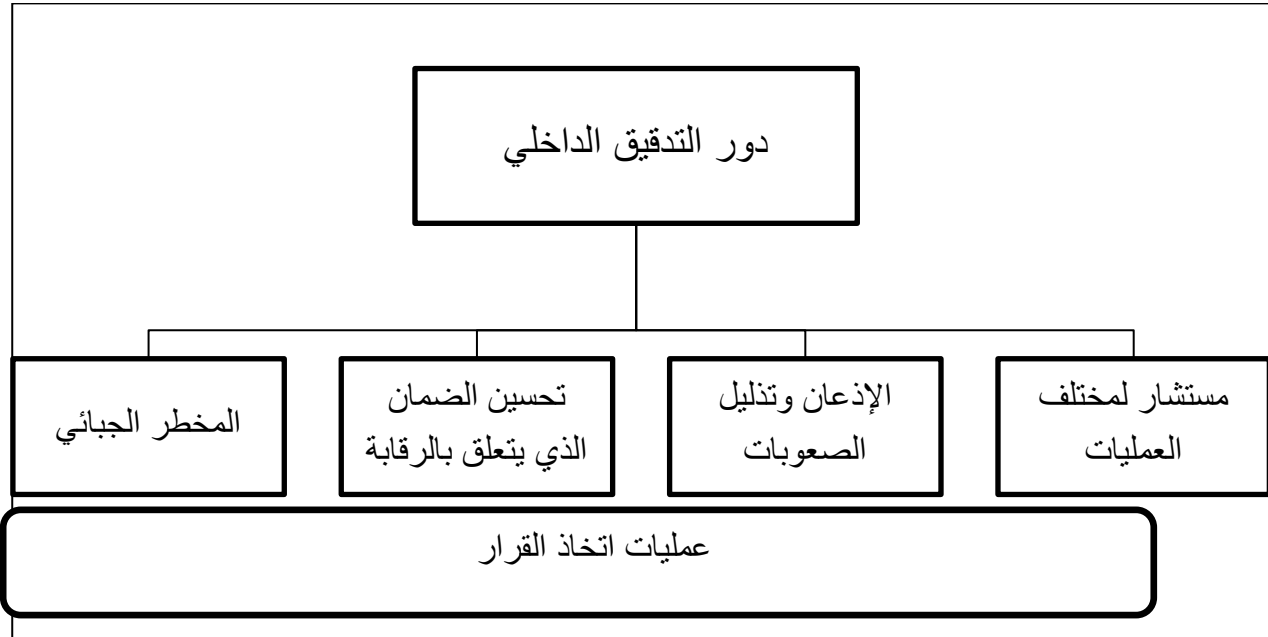 دور التدقيق الداخلي
مستشار لمختلف
العمليات
الإذعان وتذليل
الصعوبات
تحسين الضمان
الذي يتعلق بالرقابة
المخطر الجبائي
عمليات اتخاذ القرار